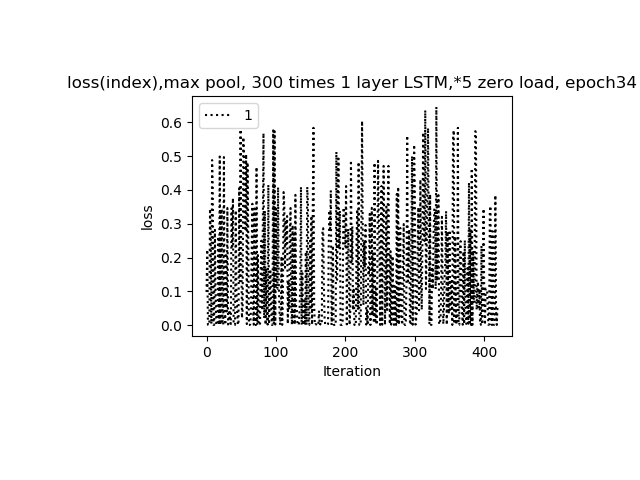 loss(index),max pool, 300 times 1 layer LSTM,*5 zero load, epoch34
1
loss
0.6
0.5
0.4
0.3
0.2
0.1
0.0
0 100 200 300 400
Iteration